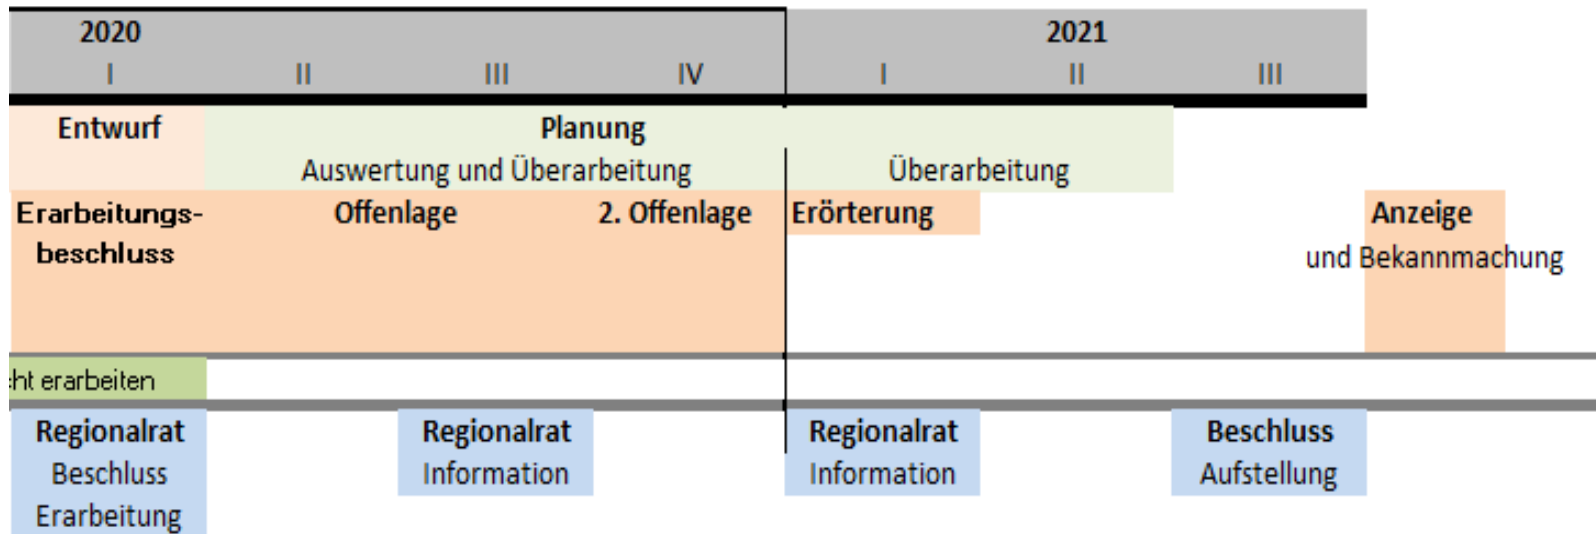 2020 2021
I II III IV I II III
Entwurf Planung
Auswertung und Überarbeitung Überarbeitung
Erarbeitungs- Offenlage 2. Offenlage Erörterung Anzeige
beschluss und Bekannmachung
erarbeiten
Regionalrat Regionalrat Regionalrat Beschluss
Beschluss Information Information Aufstellung
Erarbeitung